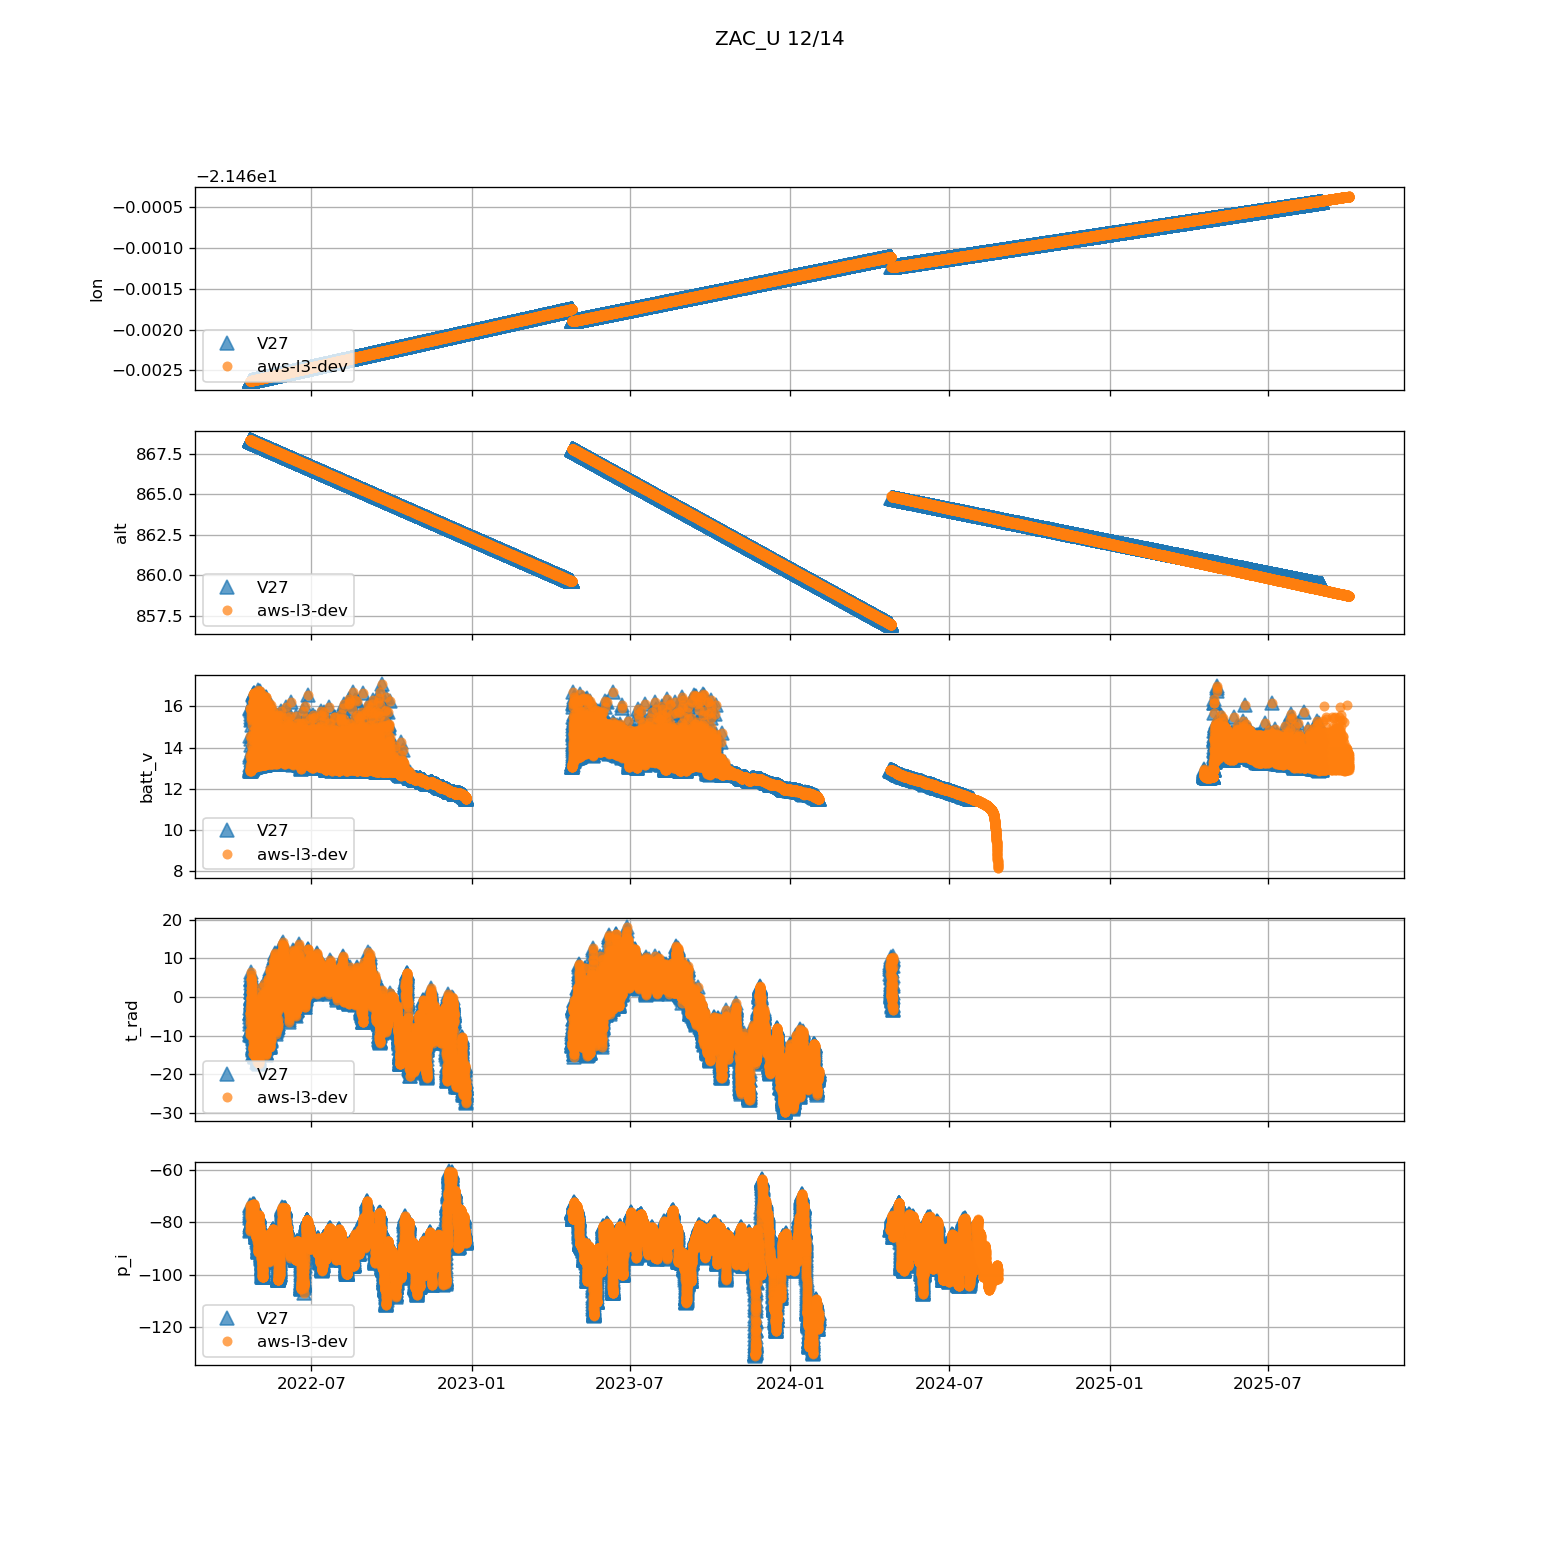 ZAC_U 12/14
−2.146e1
−0.0005
−0.0010
−0.0015
−0.0020
−0.0025
lon
V27
aws-l3-dev
867.5
865.0
862.5
860.0
857.5
alt
V27
aws-l3-dev
16
14
12
10
8
batt_v
V27
aws-l3-dev
20
10
0
−10
−20
−30
t_rad
V27
aws-l3-dev
−60
−80
−100
−120
p_i
V27
aws-l3-dev
2022-07
2023-01
2023-07
2024-01
2024-07
2025-01
2025-07